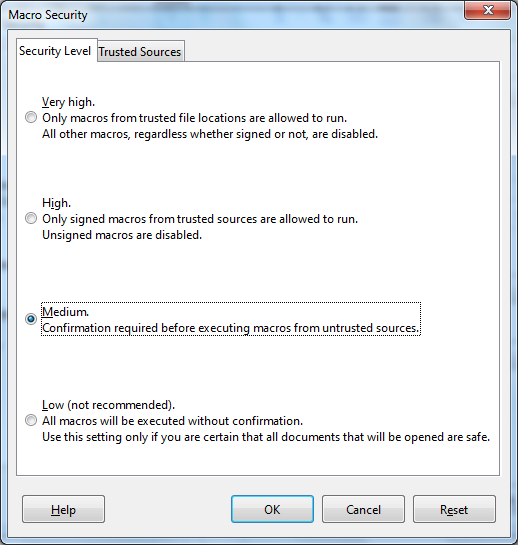 Macro Security
Security Level
Trusted Sources
Very high.
Only macros from trusted file locations are allowed to run.
All other macros, regardless whether signed or not, are disabled.
High.
Only signed macros from trusted sources are allowed to run.
Unsigned macros are disabled.
Medium.
Confirmation required before executing macros from untrusted sources.
Low (not recommended).
All macros will be executed without confirmation.
Use this setting only if you are certain that all documents that will be opened are safe.
Help
OK
Cancel
Reset